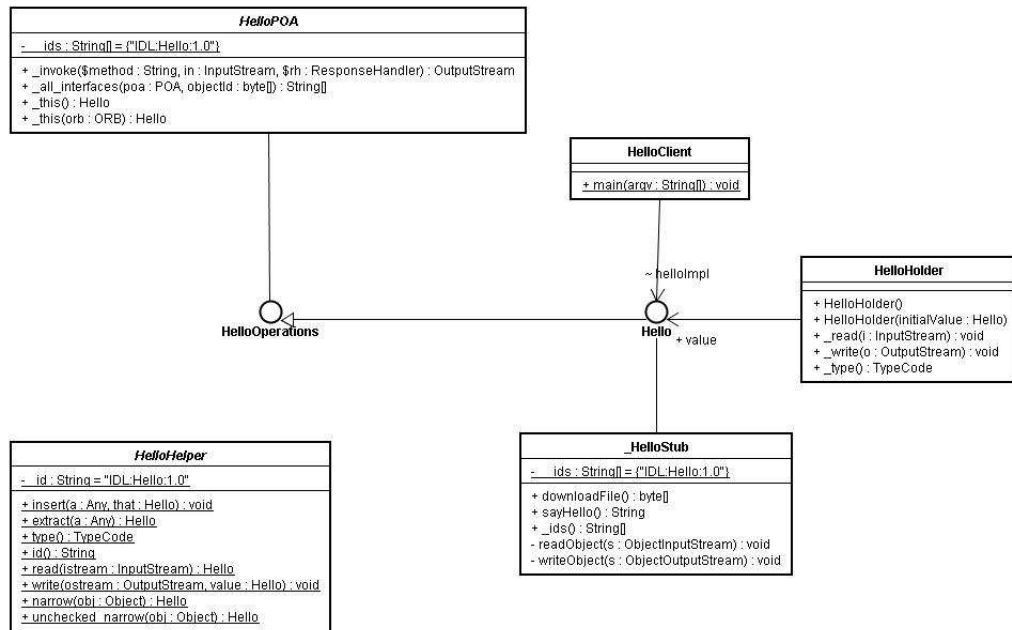 HelloPOA
- __ids : String[] = {"IDL:Hello:1.0"}
+ _invoke($method : String, in : InputStream, $rh : ResponseHandler) : OutputStream
+ _all_interfaces(poa : POA, objectId : byte[]) : String[]
+ _this() : Hello
+ _this(orb : ORB) : Hello
HelloClient
+ main(argv : String[]) : void
~ helloImpl
HelloHolder
+ HelloHolder()
+ HelloHolder(initialValue : Hello)
+ _read(i : InputStream) : void
+ _write(o : OutputStream) : void
+ _type() : TypeCode
HelloOperations
Hello
+ value
HelloHelper
- _id : String = "IDL:Hello:1.0"
+ insert(a : Any, that : Hello) : void
+ extract(a : Any) : Hello
+ type() : TypeCode
+ id() : String
+ read(istream : InputStream) : Hello
+ write(ostream : OutputStream, value : Hello) : void
+ narrow(obj : Object) : Hello
+ unchecked_narrow(obj : Object) : Hello
_HelloStub
- __ids : String[] = {"IDL:Hello:1.0"}
+ downloadFile() : byte[]
+ sayHello() : String
+ _ids() : String[]
- readObject(s : ObjectInputStream) : void
- writeObject(s : ObjectOutputStream) : void